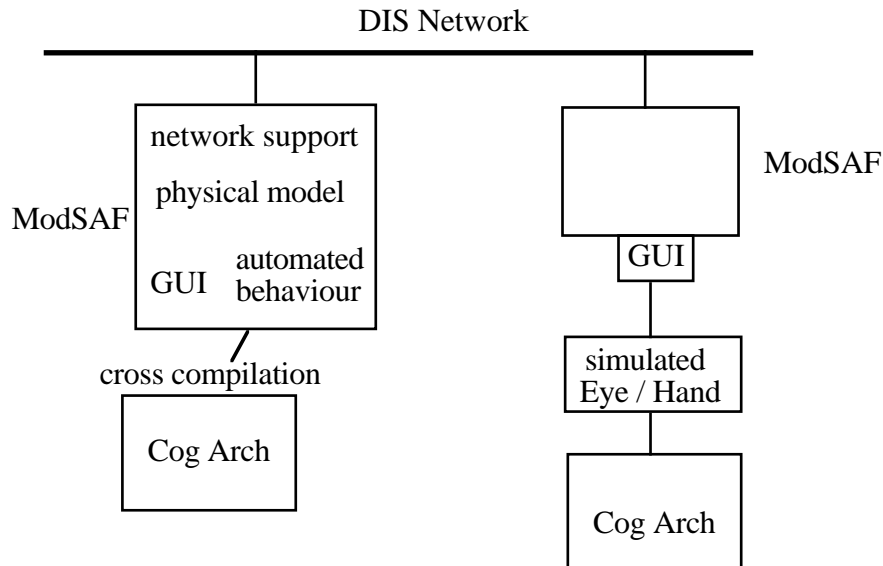 DIS Network
network support
physical model
ModSAF
GUI
automated
behaviour
cross compilation
Cog Arch
ModSAF
GUI
simulated
Eye / Hand
Cog Arch